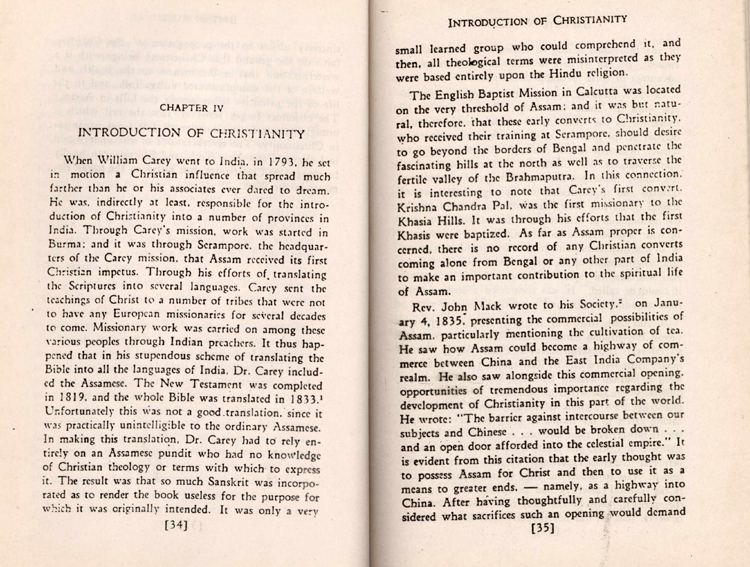 CHAPTER IV
INTRODUCTION OF CHRISTIANITY
When William Carey went to India, in 1793, he set
in motion a Christian influence that spread much
farther than he or his associates ever dared to dream.
He was, indirectly at least, responsible for the intro-
duction of Christianity into a number of provinces in
India. Through Carey's mission, work was started in
Burma; and it was through Serampore, the headquar-
ters of the Carey mission, that Assam received its first
Christian impetus. Through his efforts of translating
the Scriptures into several languages. Carey sent the
teachings of Christ to a number of tribes that were not
to have any European missionaries for several decades
to come. Missionary work was carried on among these
various peoples through Indian preachers. It thus hap-
pened that in his stupendous scheme of translating the
Bible into all the languages of India, Dr. Carey includ-
ed the Assamese. The New Testament was completed
in 1819, and the whole Bible was translated in 1833.¹
Unfortunately this was not a good translation, since it
was practically unintelligible to the ordinary Assamese.
In making this translation, Dr. Carey had to rely en-
tirely on an Assamese pundit who had no knowledge
of Christian theology or terms with which to express
it. The result was that so much Sanskrit was incorpo-
rated as to render the book useless for the purpose for
which it was originally intended. It was only a very
[34]
INTRODUCTION OF CHRISTIANITY
small learned group who could comprehend it, and
then, all theological terms were misinterpreted as they
were based entirely upon the Hindu religion.
The English Baptist Mission in Calcutta was located
on the very threshold of Assam; and it was but natu-
ral, therefore, that these early converts to Christianity,
who received their training at Serampore, should desire
to go beyond the borders of Bengal and penetrate the
fascinating hills at the north as well as to traverse the
fertile valley of the Brahmaputra. In this connection,
it is interesting to note that Carey's first convert,
Krishna Chandra Pal, was the first missionary to the
Khasia Hills. It was through his efforts that the first
Khasis were baptized. As far as Assam proper is con-
cerned, there is no record of any Christian converts
coming alone from Bengal or any other part of India
to make an important contribution to the spiritual life
of Assam.
Rev. John Mack wrote to his Society,² on Janu-
ary 4, 1835, presenting the commercial possibilities of
Assam, particularly mentioning the cultivation of tea.
He saw how Assam could become a highway of com-
merce between China and the East India Company's
realm. He also saw alongside this commercial opening,
opportunities of tremendous importance regarding the
development of Christianity in this part of the world.
He wrote: "The barrier against intercourse between our
subjects and Chinese . . . would be broken down . . .
and an open door afforded into the celestial empire." It
is evident from this citation that the early thought was
to possess Assam for Christ and then to use it as a
means to greater ends, — namely, as a highway into
China. After having thoughtfully and carefully con-
sidered what sacrifices such an opening would demand
[35]